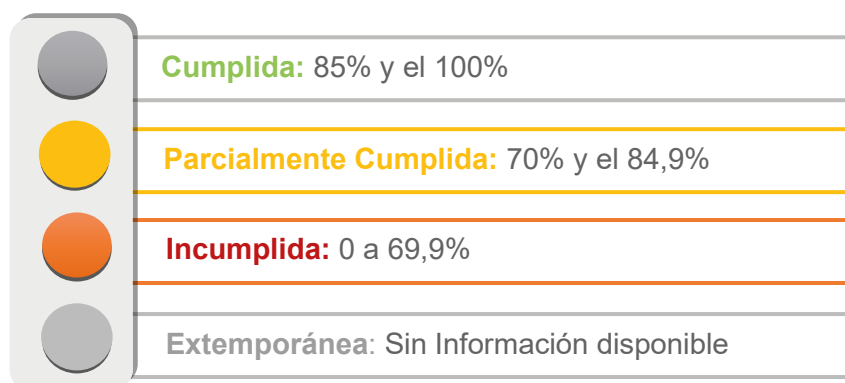 Cumplida: 85% y el 100%
Parcialmente Cumplida: 70% y el 84,9%
Incumplida: 0 a 69,9%
Extemporánea: Sin Información disponible